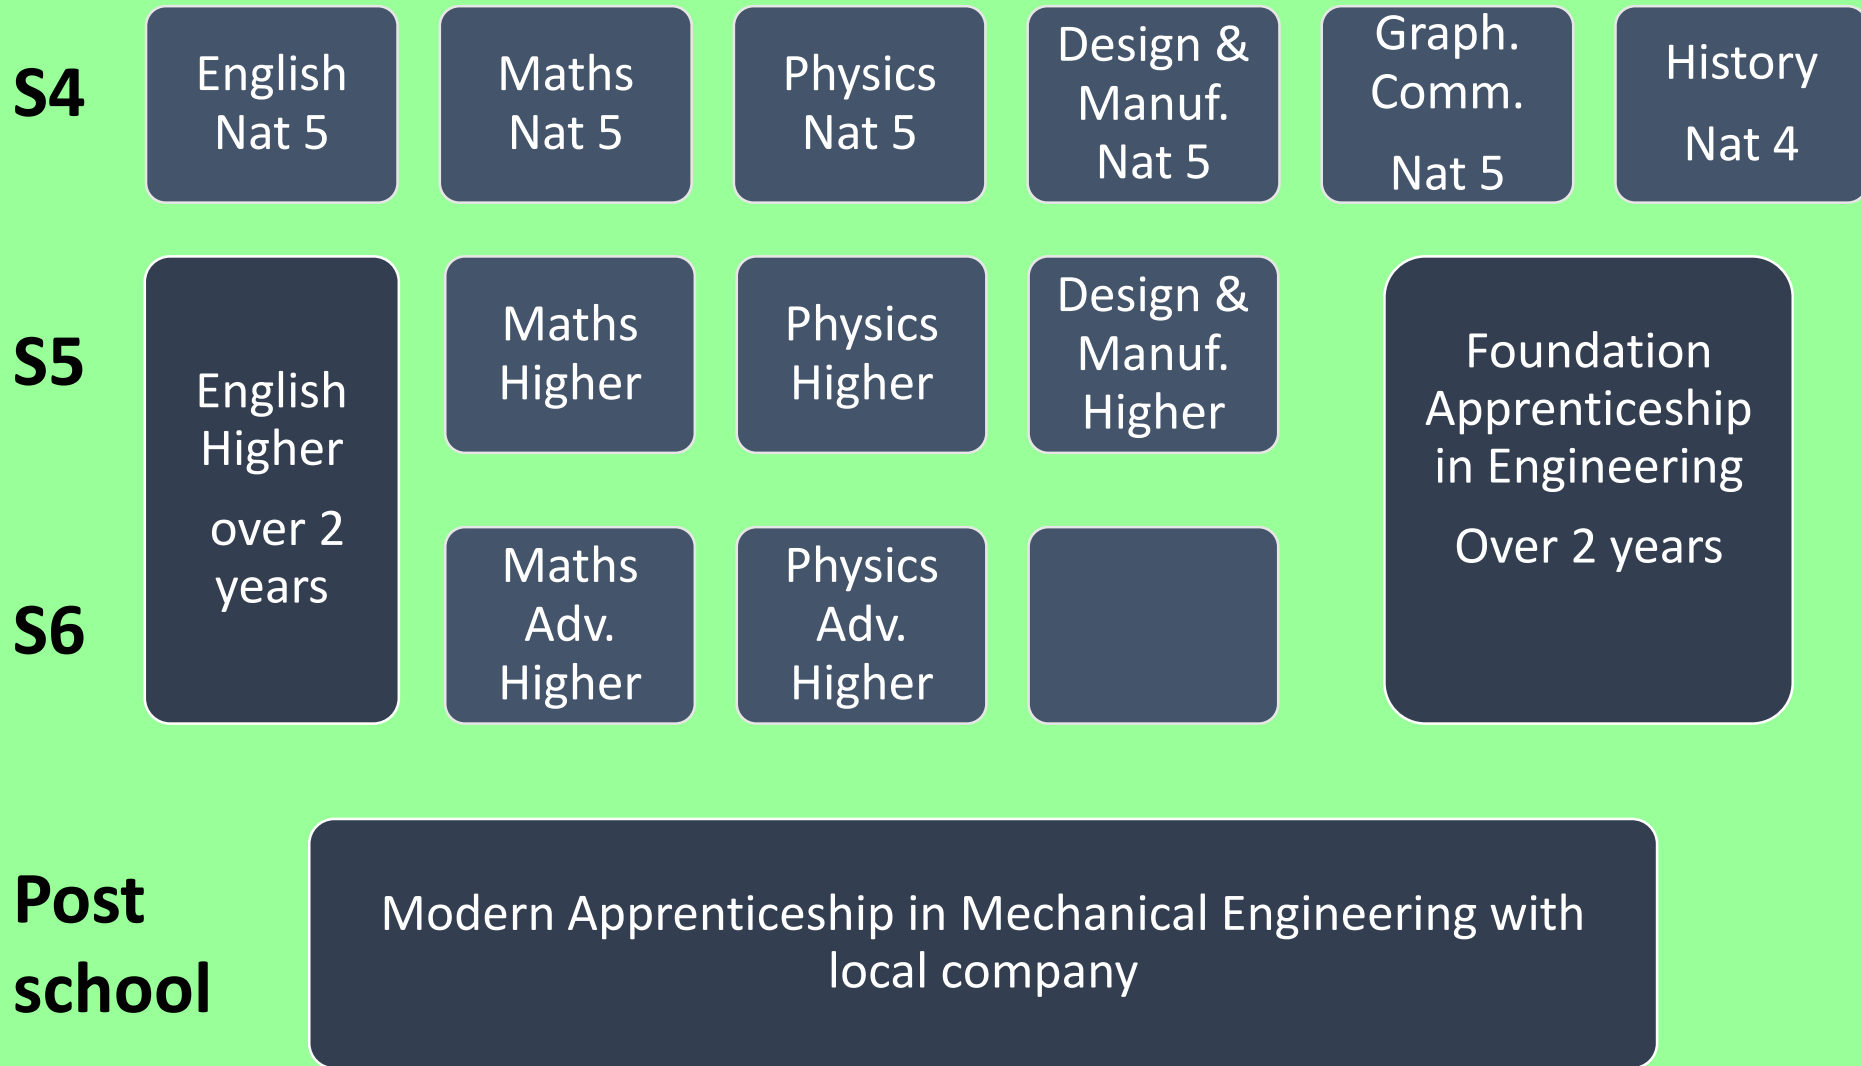 S4
English
Nat 5
Maths
Nat 5
Physics
Nat 5
Design &
Manuf.
Nat 5
Graph.
Comm.
Nat 5
History
Nat 4
S5
English
Higher
over 2
years
Maths
Higher
Physics
Higher
Design &
Manuf.
Higher
Foundation
Apprenticeship
in Engineering
Over 2 years
S6
Maths
Adv.
Higher
Physics
Adv.
Higher
Post
school
Modern Apprenticeship in Mechanical Engineering with
local company